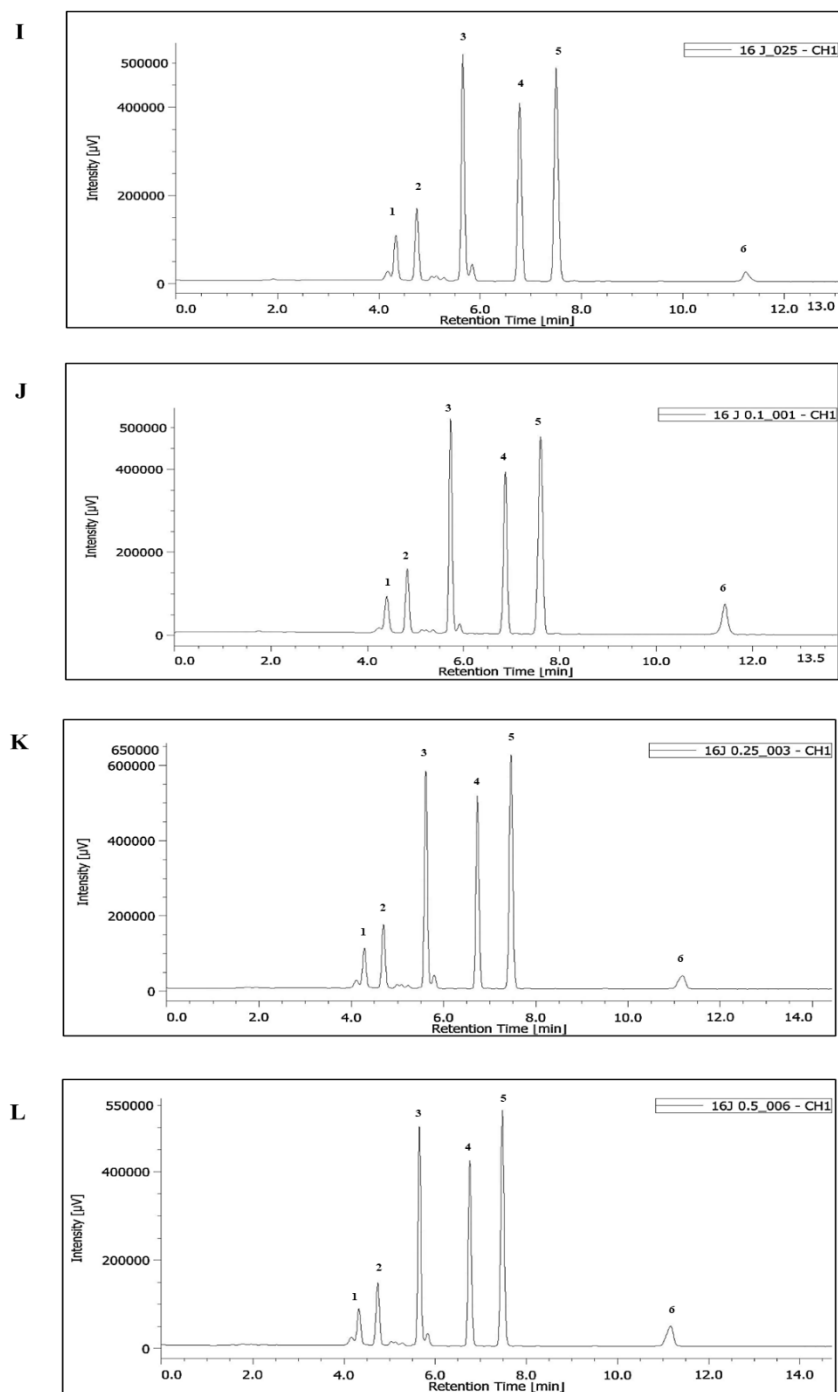 I
16 J_025 - CH1
Intensity [µV]
500000
400000
200000
0
1
2
3
4
5
6
0.0 2.0 4.0 6.0 8.0 10.0 12.0 13.0
Retention Time [min]
J
16 J 0.1_001 - CH1
Intensity [µV]
500000
400000
200000
0
1
2
3
4
5
6
0.0 2.0 4.0 6.0 8.0 10.0 12.0 13.5
Retention Time [min]
K
16J 0.25_003 - CH1
Intensity [µV]
650000
600000
400000
200000
0
1
2
3
4
5
6
0.0 2.0 4.0 6.0 8.0 10.0 12.0 14.0
Retention Time [min]
L
16J 0.5_006 - CH1
Intensity [µV]
550000
400000
200000
0
1
2
3
4
5
6
0.0 2.0 4.0 6.0 8.0 10.0 12.0 14.0
Retention Time [min]